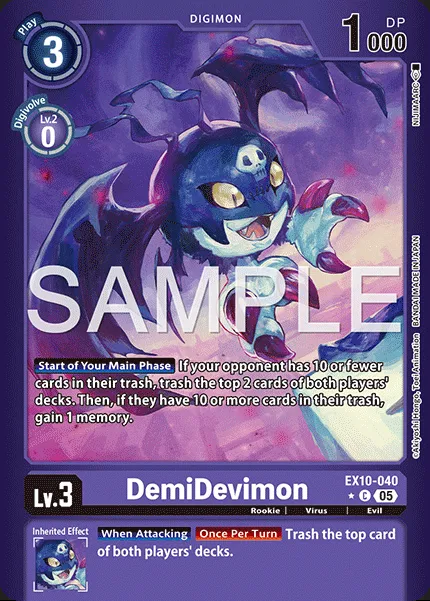 Play
3
DIGIMON
1000
DP
Digivolve
Lv.2
0
NIJIMAARC
SAMPLE
Start of Your Main Phase If your opponent has 10 or fewer
cards in their trash, trash the top 2 cards of both players'
decks. Then, if they have 10 or more cards in their trash,
gain 1 memory.
©Akiyoshi Hongo, Toei Animation BANDAI MADE IN JAPAN
Lv.3
DemiDevimon
EX10-040
C 05
Rookie | Virus | Evil
Inherited Effect
When Attacking Once Per Turn Trash the top card
of both players' decks.